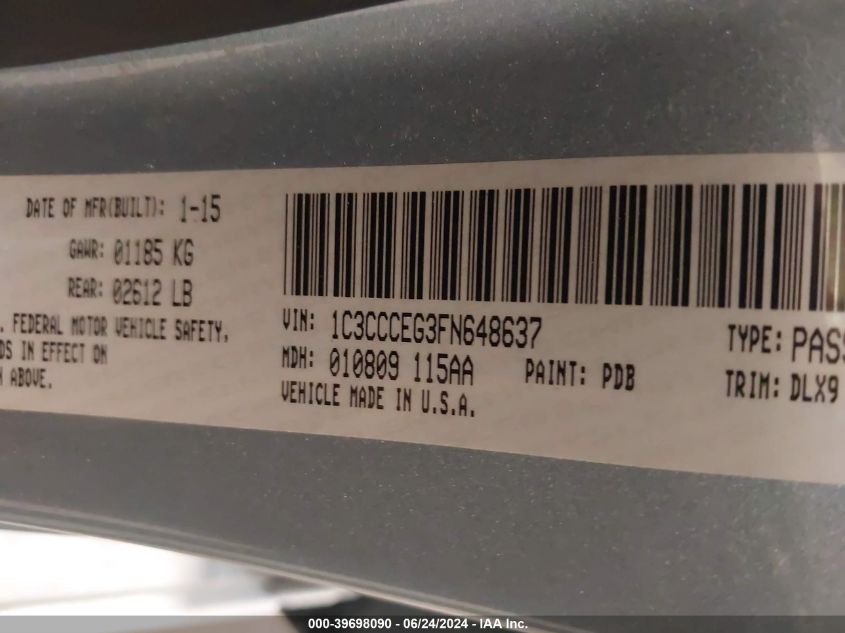 DATE OF MFR(BUILT): 1-15
GAWR: 01185 KG
REAR: 02612 LB
. FEDERAL MOTOR VEHICLE SAFETY,
DS IN EFFECT ON
ABOVE.
VIN: 1C3CCCEG3FN648637
MDH: 010809 115AA
PAINT: PDB
VEHICLE MADE IN U.S.A.
TYPE: PASS
TRIM: DLX9
000-39698090 - 06/24/2024 - IAA Inc.